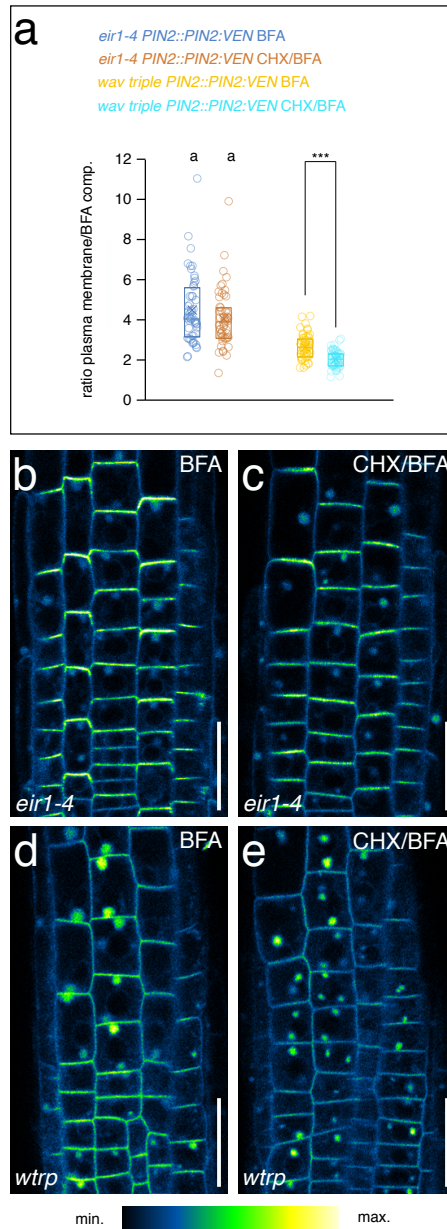 a
eir1-4 PIN2::PIN2:VEN BFA
eir1-4 PIN2::PIN2:VEN CHX/BFA
wav triple PIN2::PIN2:VEN BFA
wav triple PIN2::PIN2:VEN CHX/BFA
ratio plasma membrane/BFA comp.
12
10
8
6
4
2
0
a a ***
b BFA
eir1-4
c CHX/BFA
eir1-4
d BFA
wtrp
e CHX/BFA
wtrp
min. max.